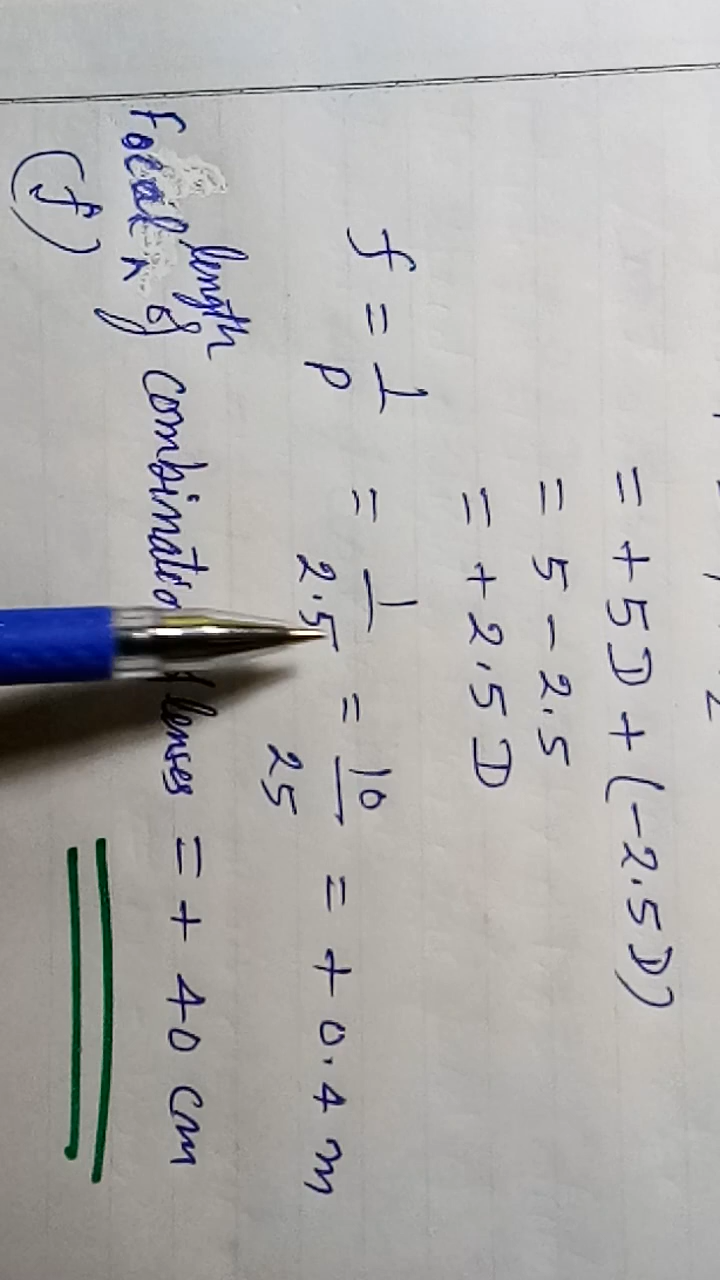 = + 5D + (-2.5D)
= 5 - 2.5
= + 2.5 D
f = 1/P = 1/2.5 = 10/25 = + 0.4 m
Focal length of combination lenses = + 40 cm
(f)